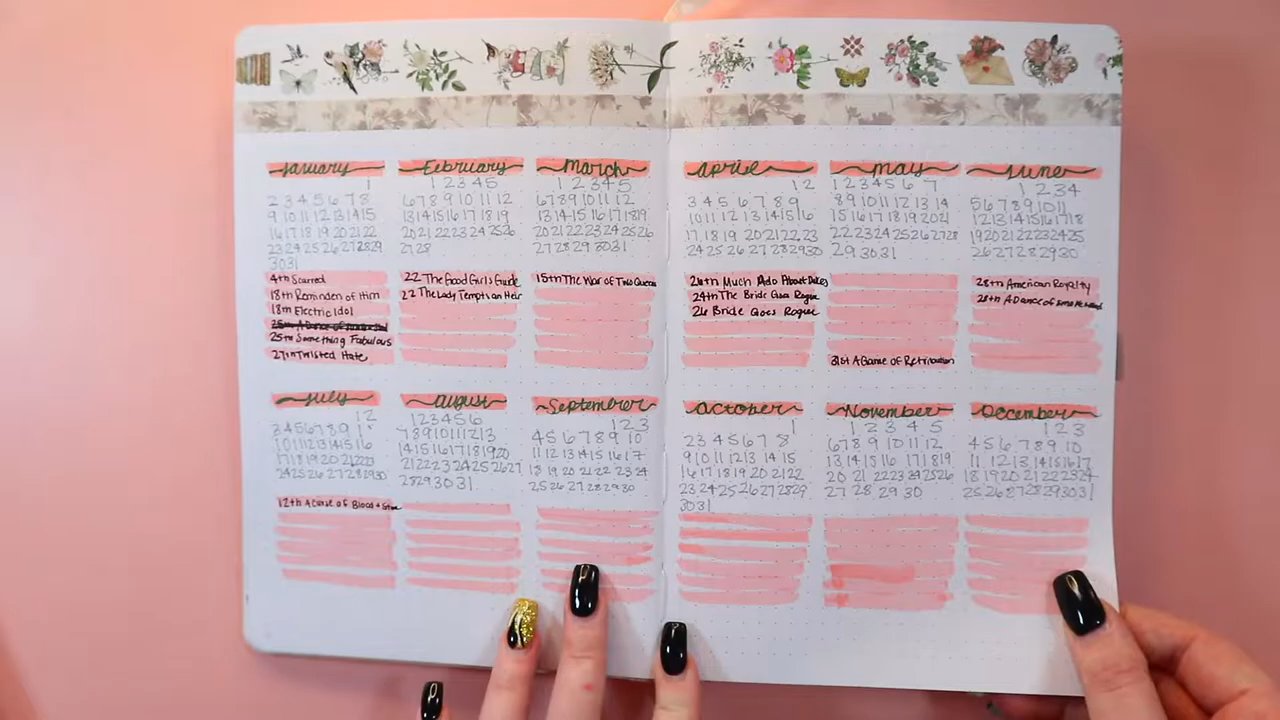 January
1
2 3 4 5 6 7 8
9 10 11 12 13 14 15
16 17 18 19 20 21 22
23 24 25 26 27 28 29
30 31
4th Scarred
18th Reminders of Him
18th Electric Idol
25th Something Fabulous
27th Twisted Hate
February
1 2 3 4 5
6 7 8 9 10 11 12
13 14 15 16 17 18 19
20 21 22 23 24 25 26
27 28
22 The Good Girls Guide
22 The Lady Tempts an Heir
March
1 2 3 4 5
6 7 8 9 10 11 12
13 14 15 16 17 18 19
20 21 22 23 24 25 26
27 28 29 30 31
15th The War of Two Queens
April
1 2
3 4 5 6 7 8 9
10 11 12 13 14 15 16
17 18 19 20 21 22 23
24 25 26 27 28 29 30
26th Much Ado About Dukes
24th The Bride Goes Rogue
26 Bride Goes Rogue
May
1 2 3 4 5 6 7
8 9 10 11 12 13 14
15 16 17 18 19 20 21
22 23 24 25 26 27 28
29 30 31
31st A Game of Retribution
June
1 2 3 4
5 6 7 8 9 10 11
12 13 14 15 16 17 18
19 20 21 22 23 24 25
26 27 28 29 30
28th American Royalty
28th A Dance of
July
1 2
3 4 5 6 7 8 9
10 11 12 13 14 15 16
17 18 19 20 21 22 23
24 25 26 27 28 29 30
12th A Curse of Blood + Stone
August
1 2 3 4 5 6
7 8 9 10 11 12 13
14 15 16 17 18 19 20
21 22 23 24 25 26 27
28 29 30 31
September
1 2 3
4 5 6 7 8 9 10
11 12 13 14 15 16 17
18 19 20 21 22 23 24
25 26 27 28 29 30
October
1
2 3 4 5 6 7 8
9 10 11 12 13 14 15
16 17 18 19 20 21 22
23 24 25 26 27 28 29
30 31
November
1 2 3 4 5
6 7 8 9 10 11 12
13 14 15 16 17 18 19
20 21 22 23 24 25 26
27 28 29 30
December
1 2 3
4 5 6 7 8 9 10
11 12 13 14 15 16 17
18 19 20 21 22 23 24
25 26 27 28 29 30 31